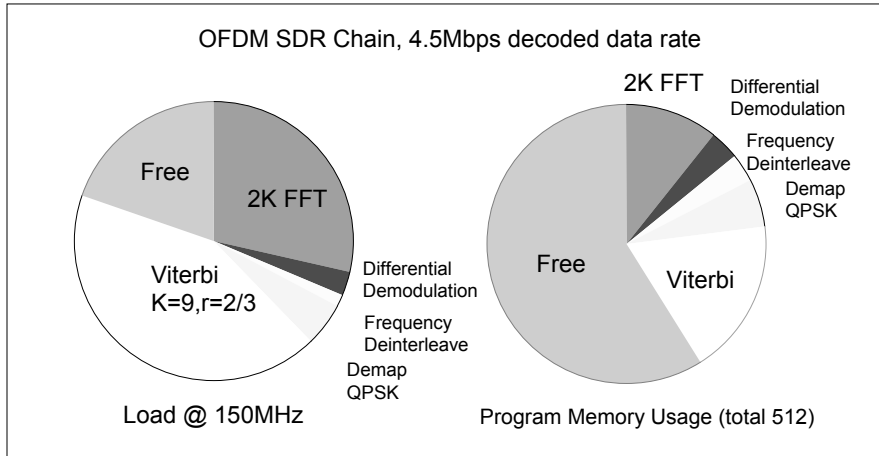 OFDM SDR Chain, 4.5Mbps decoded data rate
Free
2K FFT
Viterbi
K=9,r=2/3
Differential
Demodulation
Frequency
Deinterleave
Demap
QPSK
Load @ 150MHz
2K FFT
Differential
Demodulation
Frequency
Deinterleave
Demap
QPSK
Free
Viterbi
Program Memory Usage (total 512)